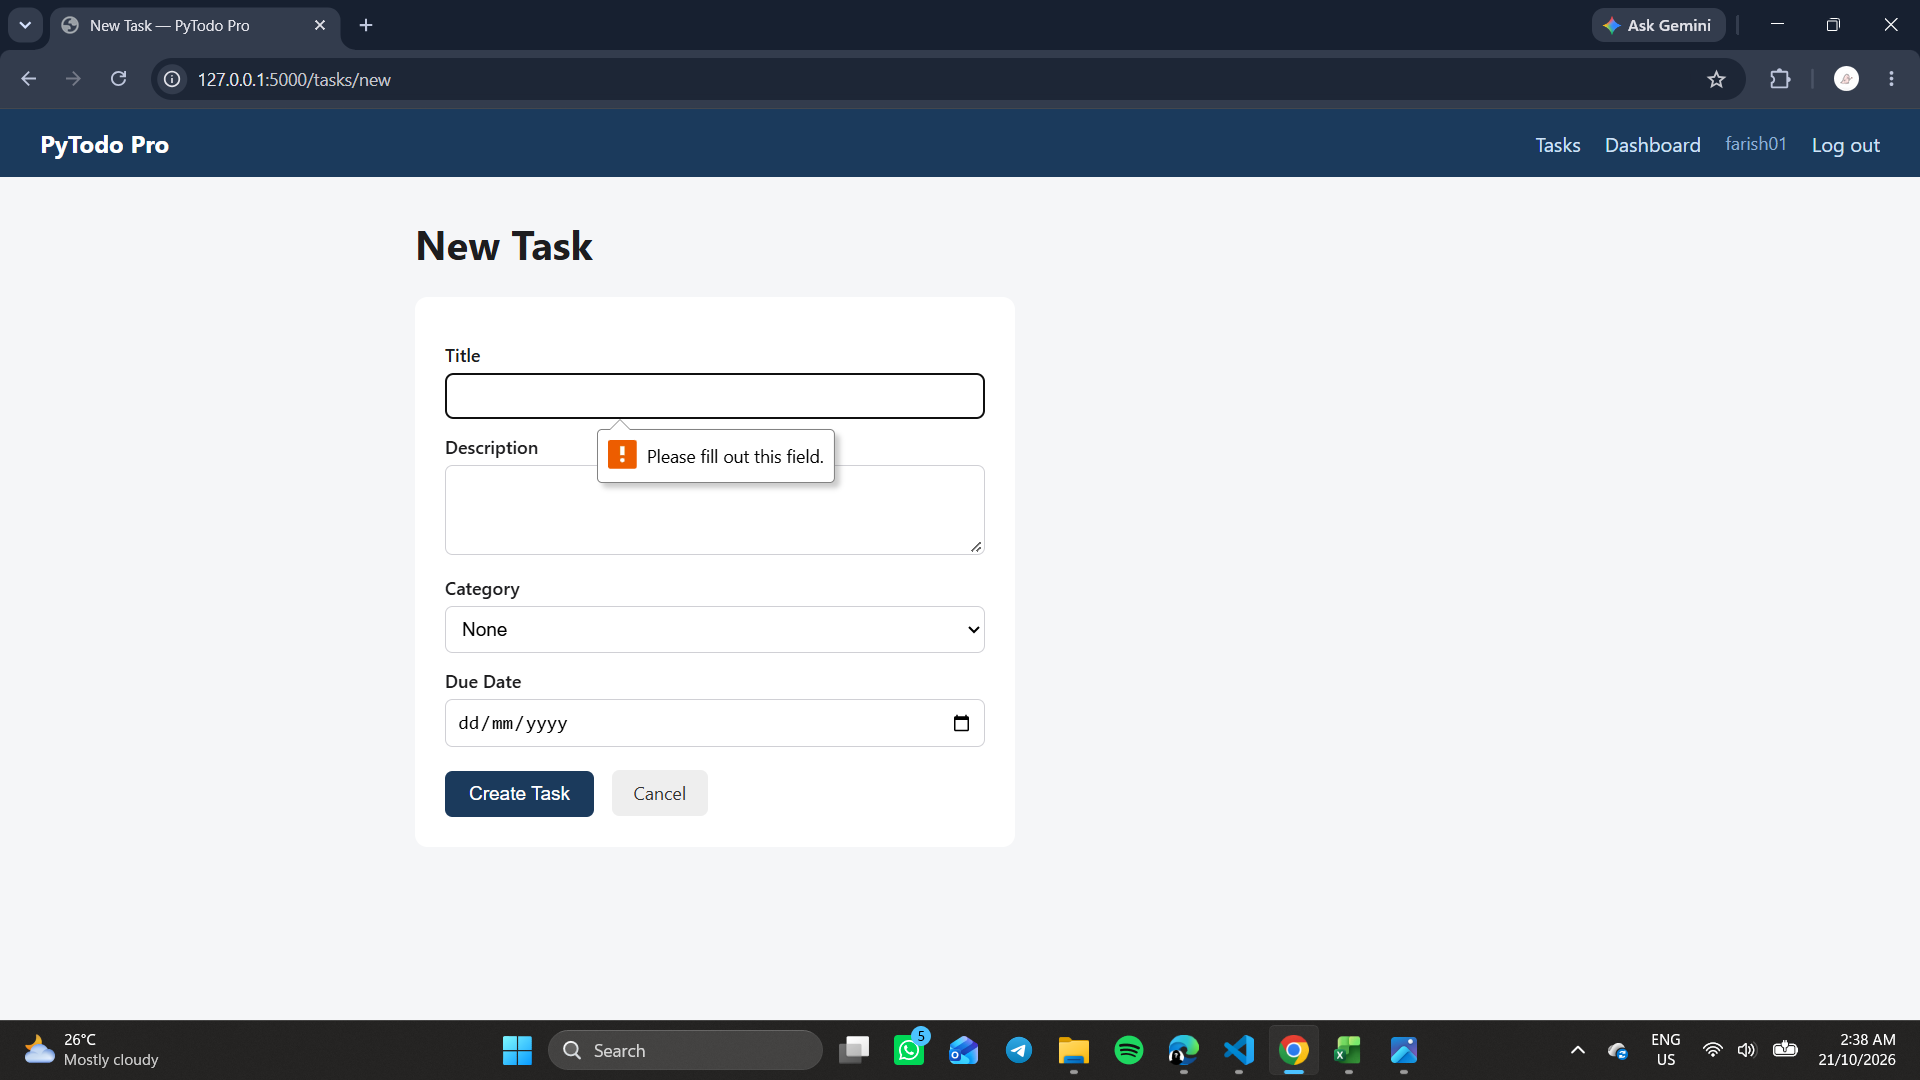 New Task — PyTodo Pro
Ask Gemini
127.0.0.1:5000/tasks/new
PyTodo Pro
Tasks Dashboard farish01 Log out
New Task
Title
Please fill out this field.
Description
Category
None
Due Date
dd/mm/yyyy
Create Task Cancel
26°C
Mostly cloudy
Search
5
ENG
US
2:38 AM
21/10/2026